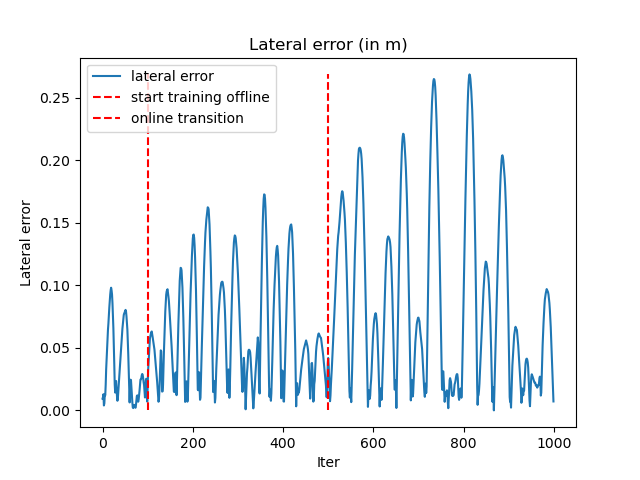 Lateral error (in m)
lateral error
start training offline
online transition
0.25
0.20
0.15
0.10
0.05
0.00
Lateral error
0
200
400
600
800
1000
Iter